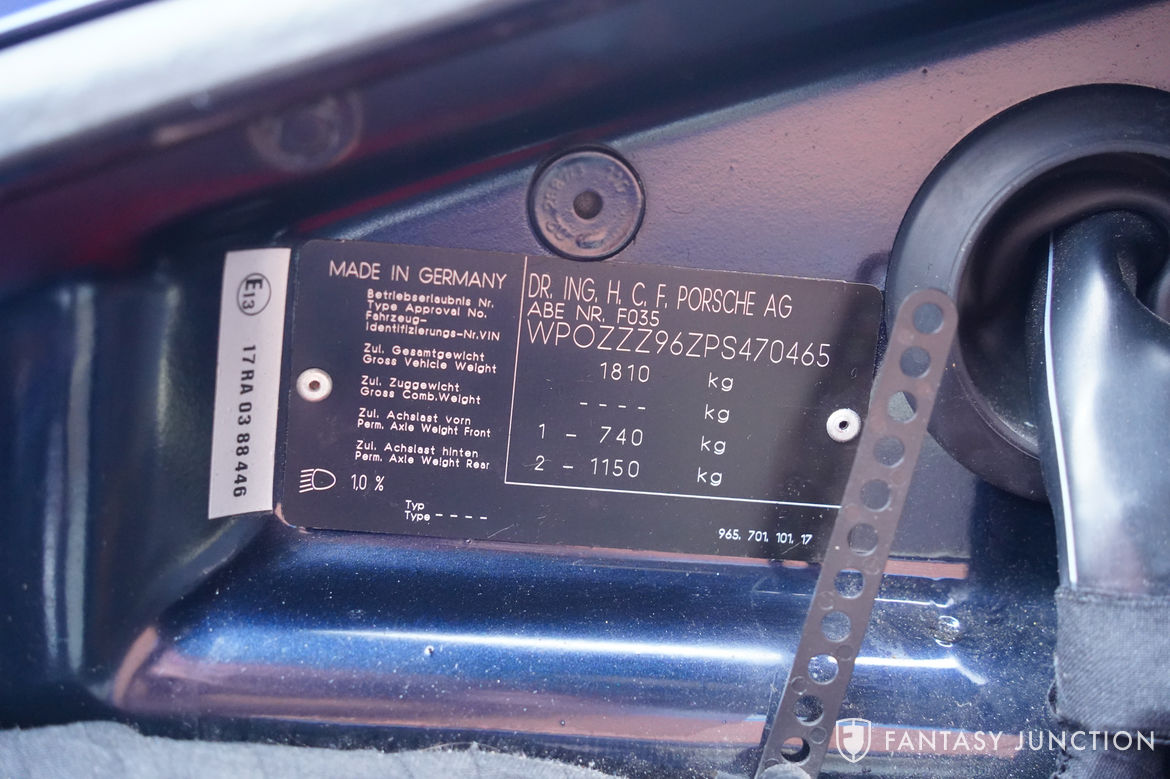 E13
17RA 03 88 446
MADE IN GERMANY
Betriebserlaubnis Nr.
Type Approval No.
Fahrzeug-
Identifizierungs-Nr.VIN
Zul. Gesamtgewicht
Gross Vehicle Weight
Zul. Zuggewicht
Gross Comb.Weight
Zul. Achslast vorn
Perm. Axle Weight Front
Zul. Achslast hinten
Perm. Axle Weight Rear
1.0 %
Typ
Type - - - -
DR. ING. H. C. F. PORSCHE AG
ABE NR. F035
WPOZZZ96ZPS470465
1810 kg
- - - - kg
1 - 740 kg
2 - 1150 kg
965. 701. 101. 17
FANTASY JUNCTION